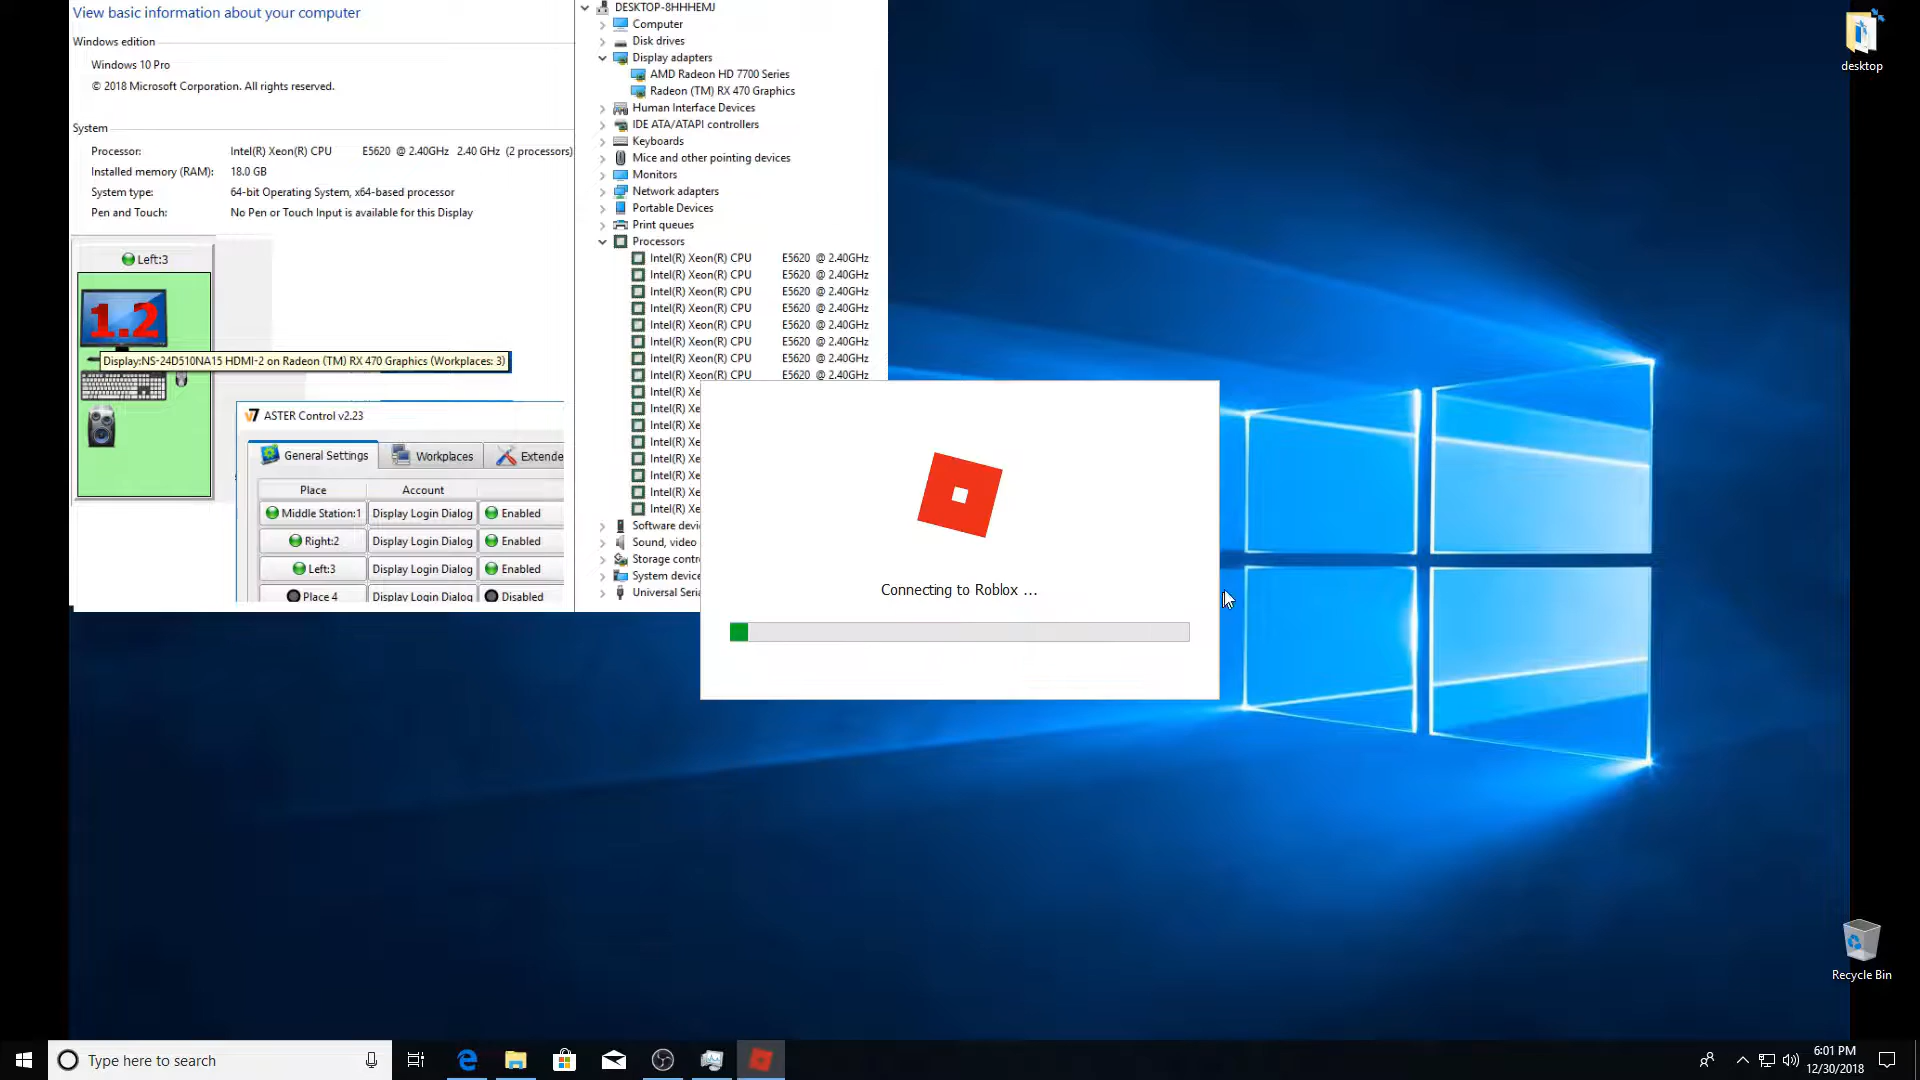 View basic information about your computer
Windows edition
Windows 10 Pro
© 2018 Microsoft Corporation. All rights reserved.
System
Processor: Intel(R) Xeon(R) CPU E5620 @ 2.40GHz 2.40 GHz (2 processors)
Installed memory (RAM): 18.0 GB
System type: 64-bit Operating System, x64-based processor
Pen and Touch: No Pen or Touch Input is available for this Display
Left:3
1.2
Display:NS-24D510NA15 HDMI-2 on Radeon (TM) RX 470 Graphics (Workplaces: 3)
ASTER Control v2.23
General Settings Workplaces Extende
Place Account
Middle Station:1 Display Login Dialog Enabled
Right:2 Display Login Dialog Enabled
Left:3 Display Login Dialog Enabled
Place 4 Display Login Dialog Disabled
DESKTOP-8HHHEMJ
Computer
Disk drives
Display adapters
AMD Radeon HD 7700 Series
Radeon (TM) RX 470 Graphics
Human Interface Devices
IDE ATA/ATAPI controllers
Keyboards
Mice and other pointing devices
Monitors
Network adapters
Portable Devices
Print queues
Processors
Intel(R) Xeon(R) CPU E5620 @ 2.40GHz
Intel(R) Xeon(R) CPU E5620 @ 2.40GHz
Intel(R) Xeon(R) CPU E5620 @ 2.40GHz
Intel(R) Xeon(R) CPU E5620 @ 2.40GHz
Intel(R) Xeon(R) CPU E5620 @ 2.40GHz
Intel(R) Xeon(R) CPU E5620 @ 2.40GHz
Intel(R) Xeon(R) CPU E5620 @ 2.40GHz
Intel(R) Xeon(R) CPU E5620 @ 2.40GHz
Intel(R) Xe
Intel(R) Xe
Intel(R) Xe
Intel(R) Xe
Intel(R) Xe
Intel(R) Xe
Intel(R) Xe
Intel(R) Xe
Software devi
Sound, video
Storage contr
System device
Universal Seria
Connecting to Roblox ...
desktop
Recycle Bin
Type here to search
6:01 PM
12/30/2018